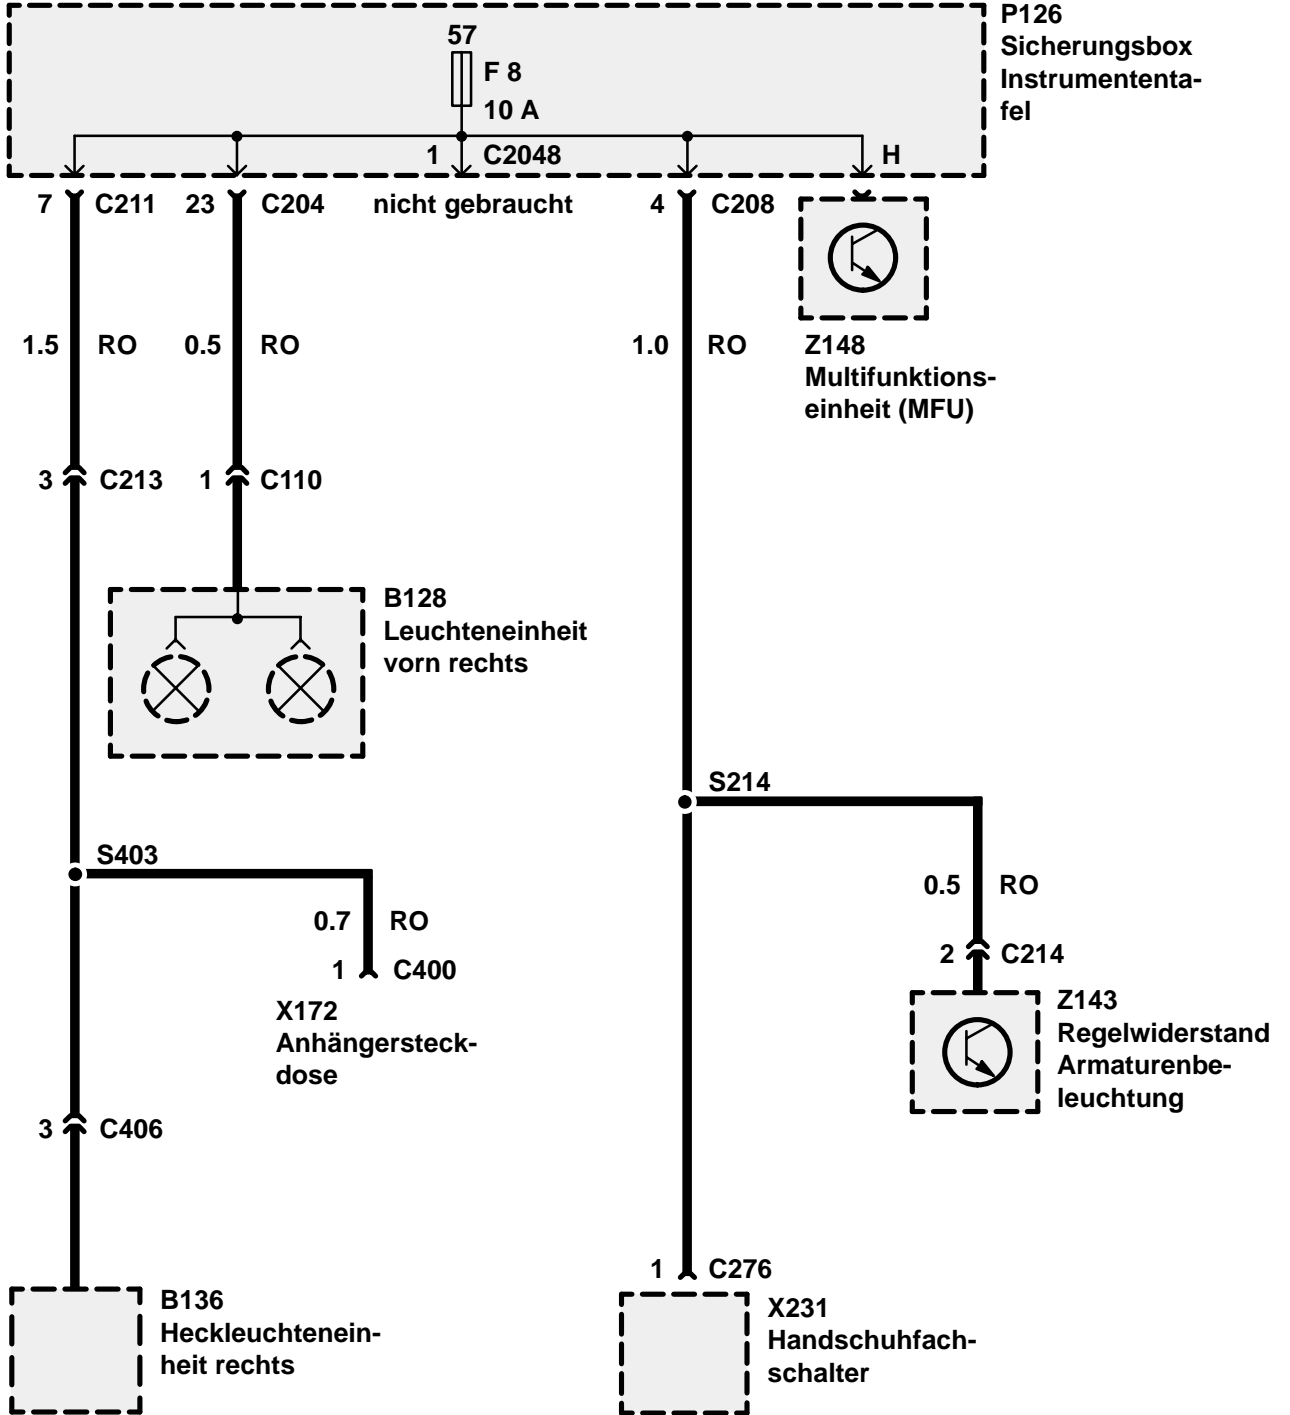 P126
Sicherungsbox
Instrumententa-
fel
57
F 8
10 A
1 C2048 H
7 C211 23 C204 nicht gebraucht 4 C208
1.5 RO 0.5 RO 1.0 RO
Z148
Multifunktions-
einheit (MFU)
3 C213 1 C110
B128
Leuchteneinheit
vorn rechts
S214
S403
0.5 RO
0.7 RO
2 C214
1 C400
X172
Anhängersteck-
dose
Z143
Regelwiderstand
Armaturenbe-
leuchtung
3 C406
1 C276
B136
Heckleuchtenein-
heit rechts
X231
Handschuhfach-
schalter